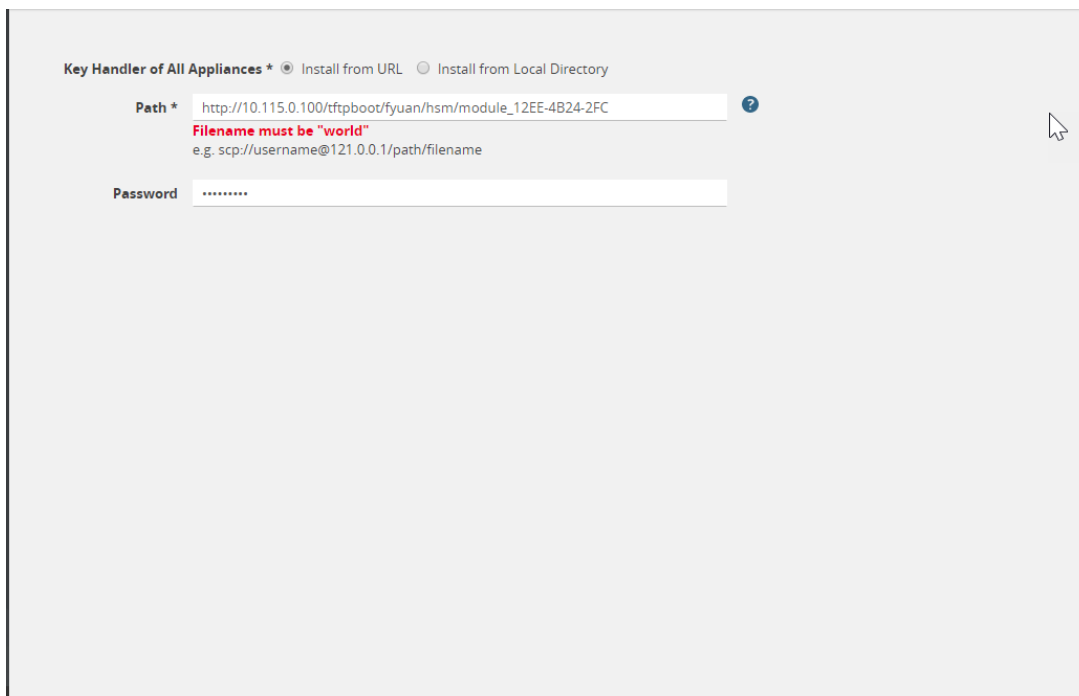 Key Handler of All Appliances * Install from URL Install from Local Directory
Path * http://10.115.0.100/tftpboot/fyuan/hsm/module_12EE-4B24-2FC ?
Filename must be "world"
e.g. scp://username@121.0.0.1/path/filename
Password •••••••••